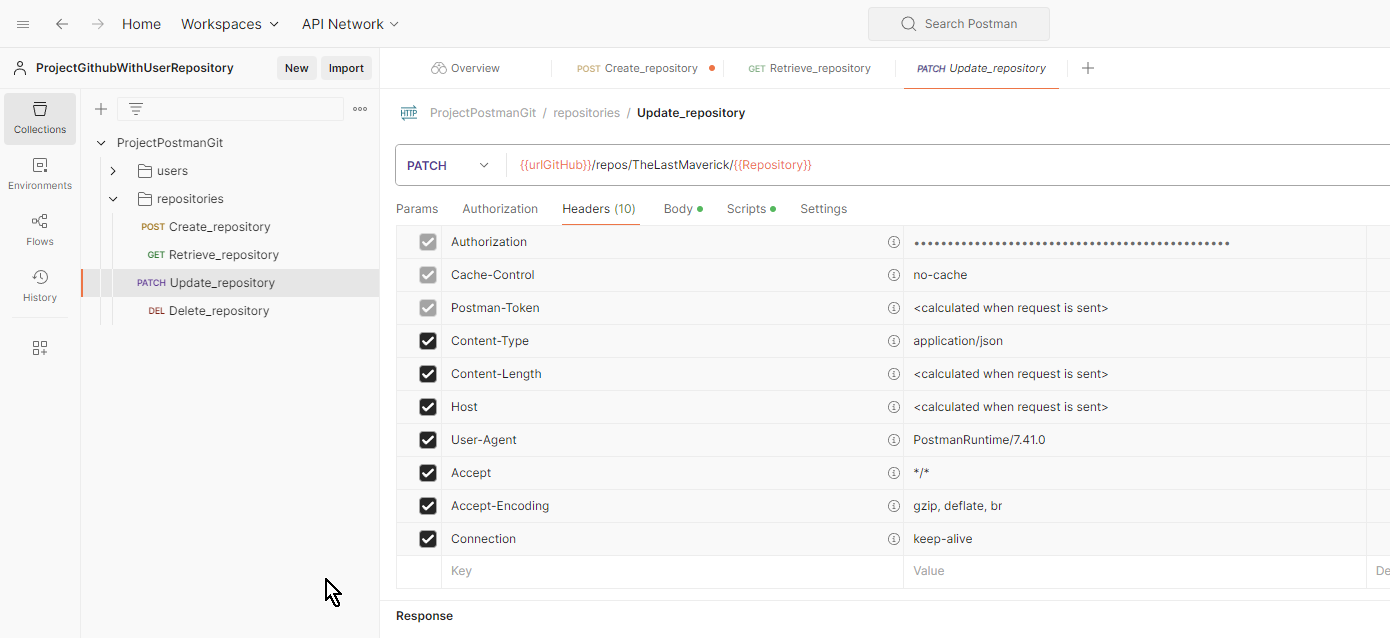 Home Workspaces API Network Search Postman
ProjectGithubWithUserRepository New Import
Overview POST Create_repository GET Retrieve_repository PATCH Update_repository
Collections
Environments
Flows
History
ProjectPostmanGit
users
repositories
POST Create_repository
GET Retrieve_repository
PATCH Update_repository
DEL Delete_repository
HTTP ProjectPostmanGit / repositories / Update_repository
PATCH {{urlGitHub}}/repos/TheLastMaverick/{{Repository}}
Params Authorization Headers (10) Body Scripts Settings
Authorization ••••••••••••••••••••••••••••••••••••••••••••••
Cache-Control no-cache
Postman-Token <calculated when request is sent>
Content-Type application/json
Content-Length <calculated when request is sent>
Host <calculated when request is sent>
User-Agent PostmanRuntime/7.41.0
Accept */*
Accept-Encoding gzip, deflate, br
Connection keep-alive
Key Value De
Response